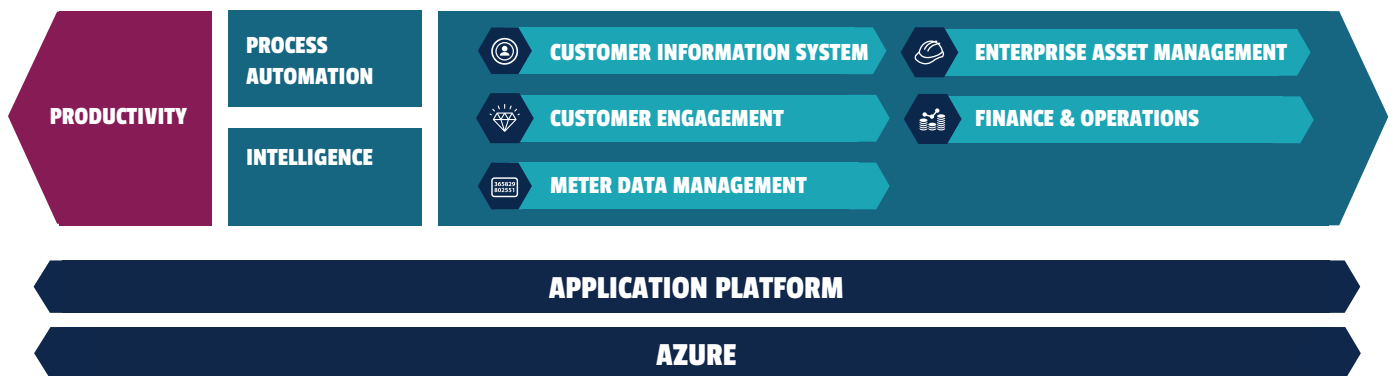 PRODUCTIVITY
PROCESS
AUTOMATION
INTELLIGENCE
CUSTOMER INFORMATION SYSTEM
CUSTOMER ENGAGEMENT
365829
802551
METER DATA MANAGEMENT
ENTERPRISE ASSET MANAGEMENT
FINANCE & OPERATIONS
APPLICATION PLATFORM
AZURE